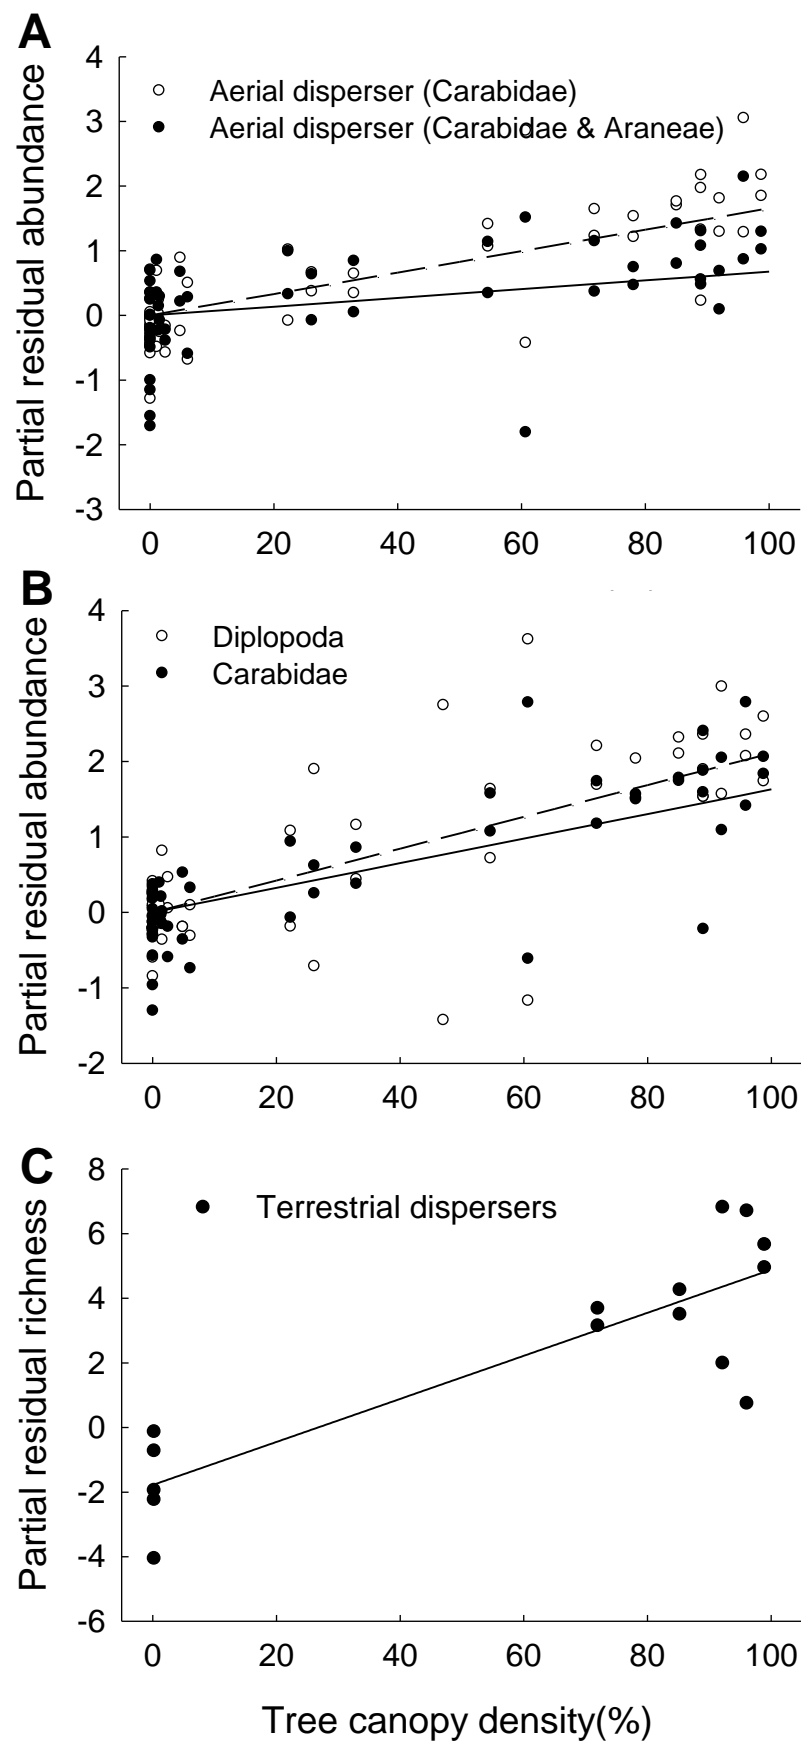 A
Partial residual abundance
4
3
2
1
0
-1
-2
-3
Aerial disperser (Carabidae)
Aerial disperser (Carabidae & Araneae)
0 20 40 60 80 100
B
Partial residual abundance
4
3
2
1
0
-1
-2
Diplopoda
Carabidae
0 20 40 60 80 100
C
Partial residual richness
8
6
4
2
0
-2
-4
-6
Terrestrial dispersers
0 20 40 60 80 100
Tree canopy density(%)